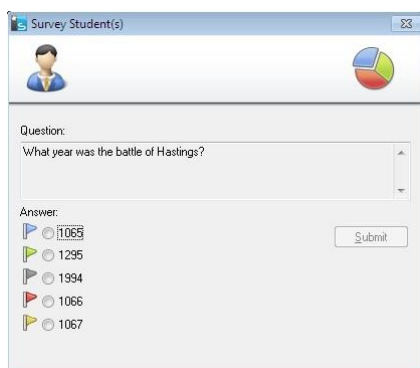 Survey Student(s)
Question:
What year was the battle of Hastings?
Answer:
1065
1295
1994
1066
1067
Submit